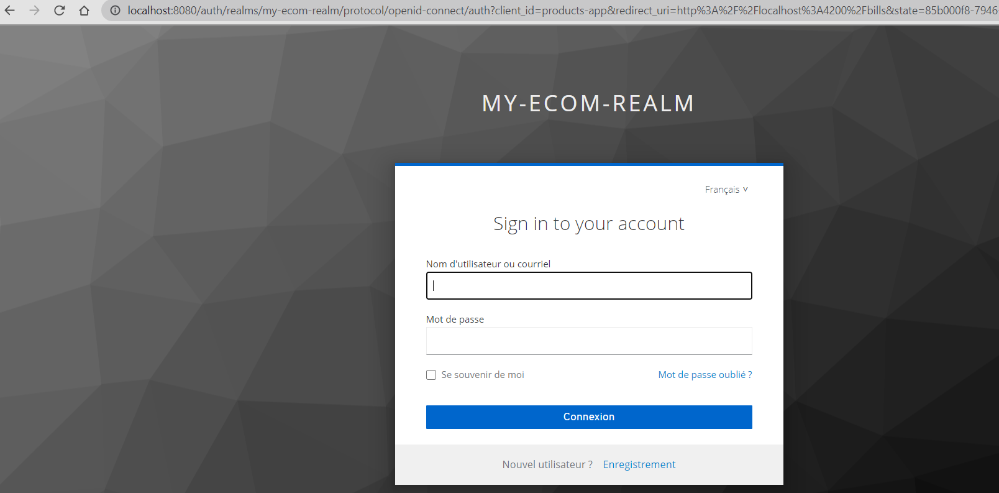 localhost:8080/auth/realms/my-ecom-realm/protocol/openid-connect/auth?client_id=products-app&redirect_uri=http%3A%2F%2Flocalhost%3A4200%2Fbills&state=85b000f8-7946-
MY-ECOM-REALM
Français
Sign in to your account
Nom d'utilisateur ou courriel
Mot de passe
Se souvenir de moi Mot de passe oublié ?
Connexion
Nouvel utilisateur ? Enregistrement